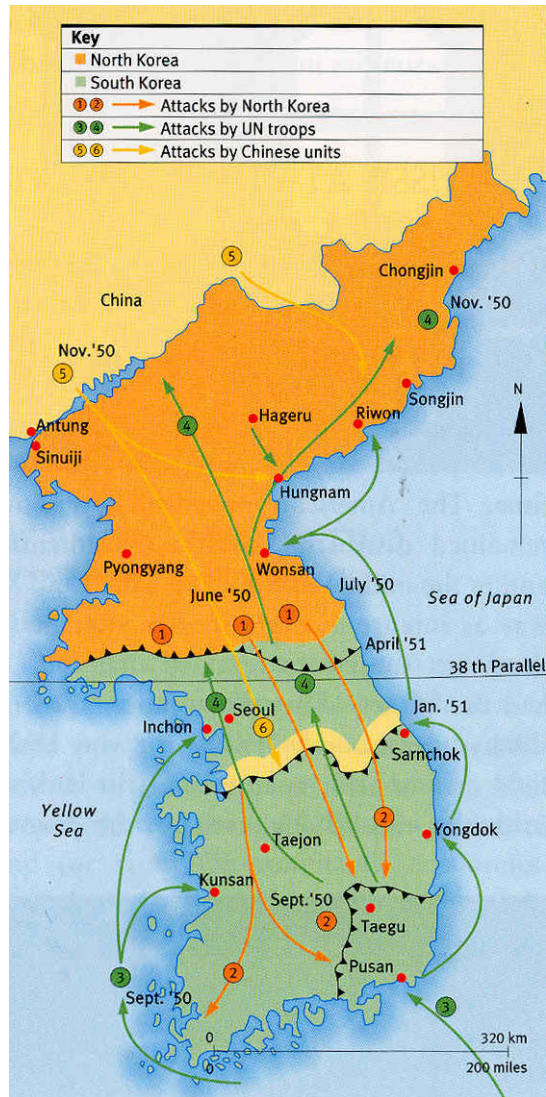 Key
North Korea
South Korea
1 2 Attacks by North Korea
3 4 Attacks by UN troops
5 6 Attacks by Chinese units
5
Chongjin
China
Nov. '50
4
Nov.'50
5
Songjin
N
4
Hageru
Riwon
Antung
Sinuiji
Hungnam
Pyongyang
Wonsan
July '50
June '50
Sea of Japan
1
1
1
April '51
38 th Parallel
4
4
Seoul
Jan. '51
Inchon
6
Sarnchok
Yellow
Sea
2
Yongdok
Taejon
Kunsan
Sept.'50
2
Taegu
Pusan
2
3
Sept. '50
3
0
320 km
0
200 miles